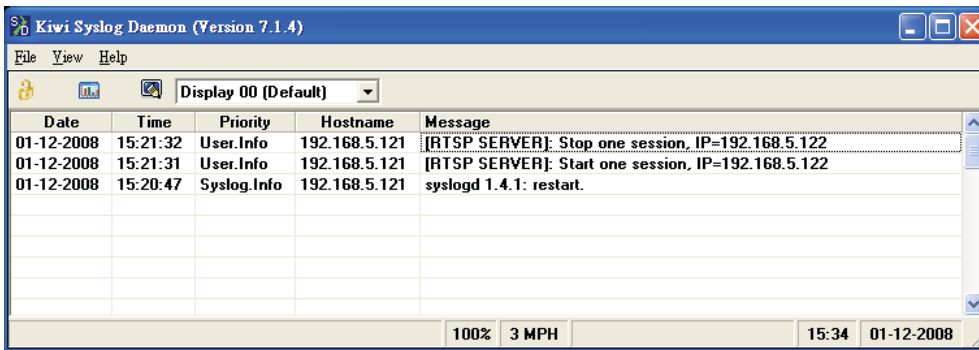 Kiwi Syslog Daemon (Version 7.1.4)
File View Help
Display 00 (Default)
Date Time Priority Hostname Message
01-12-2008 15:21:32 User.Info 192.168.5.121 [RTSP SERVER]: Stop one session, IP=192.168.5.122
01-12-2008 15:21:31 User.Info 192.168.5.121 [RTSP SERVER]: Start one session, IP=192.168.5.122
01-12-2008 15:20:47 Syslog.Info 192.168.5.121 syslogd 1.4.1: restart.
100% 3 MPH 15:34 01-12-2008